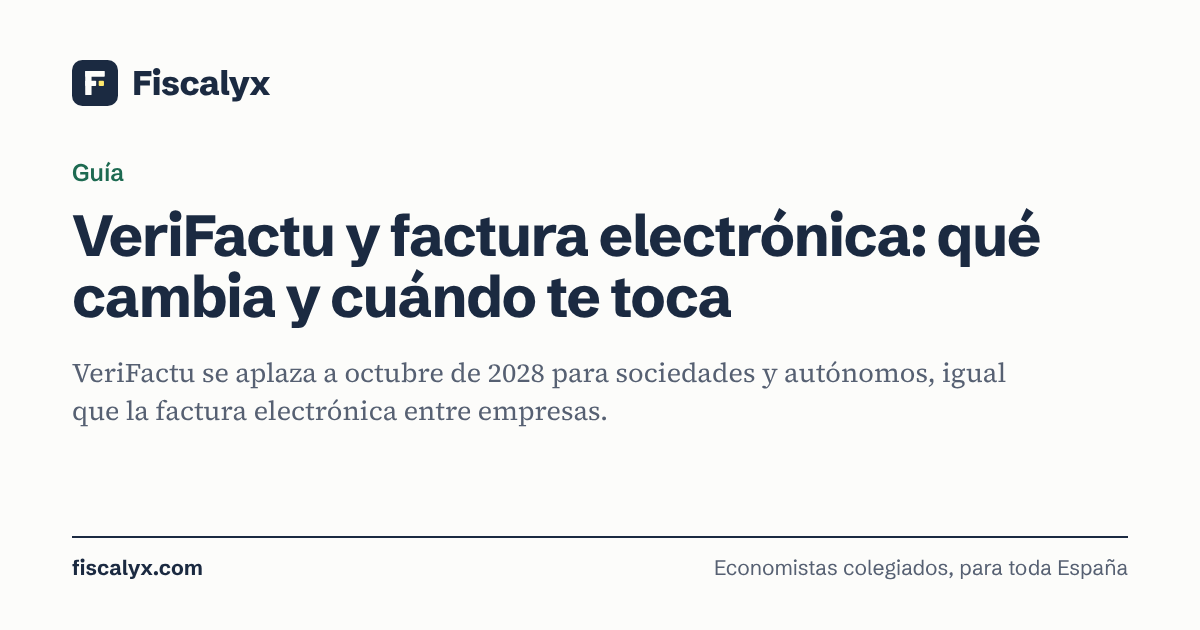 Fiscalyx
Guía
VeriFactu y factura electrónica: qué
cambia y cuándo te toca
VeriFactu se aplaza a octubre de 2028 para sociedades y autónomos, igual
que la factura electrónica entre empresas.
fiscalyx.com
Economistas colegiados, para toda España